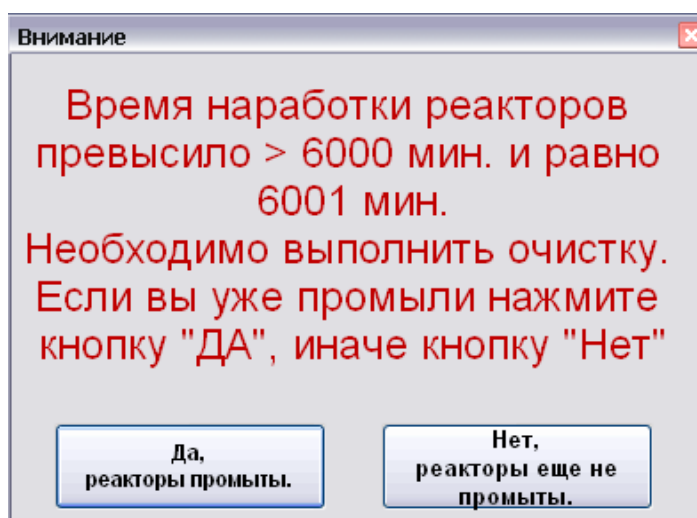 Внимание
Время наработки реакторов
превысило > 6000 мин. и равно
6001 мин.
Необходимо выполнить очистку.
Если вы уже промыли нажмите
кнопку "ДА", иначе кнопку "Нет"
Да,
реакторы промыты.
Нет,
реакторы еще не
промыты.